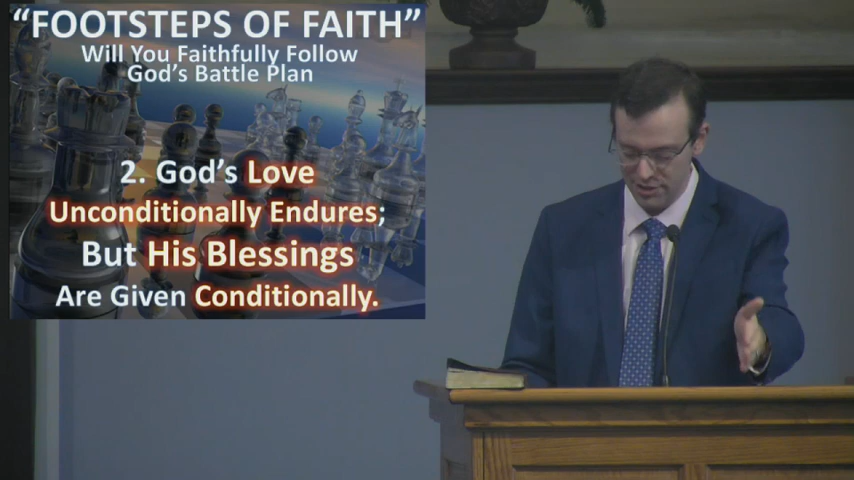 “FOOTSTEPS OF FAITH”
Will You Faithfully Follow
God’s Battle Plan
2. God’s Love
Unconditionally Endures;
But His Blessings
Are Given Conditionally.